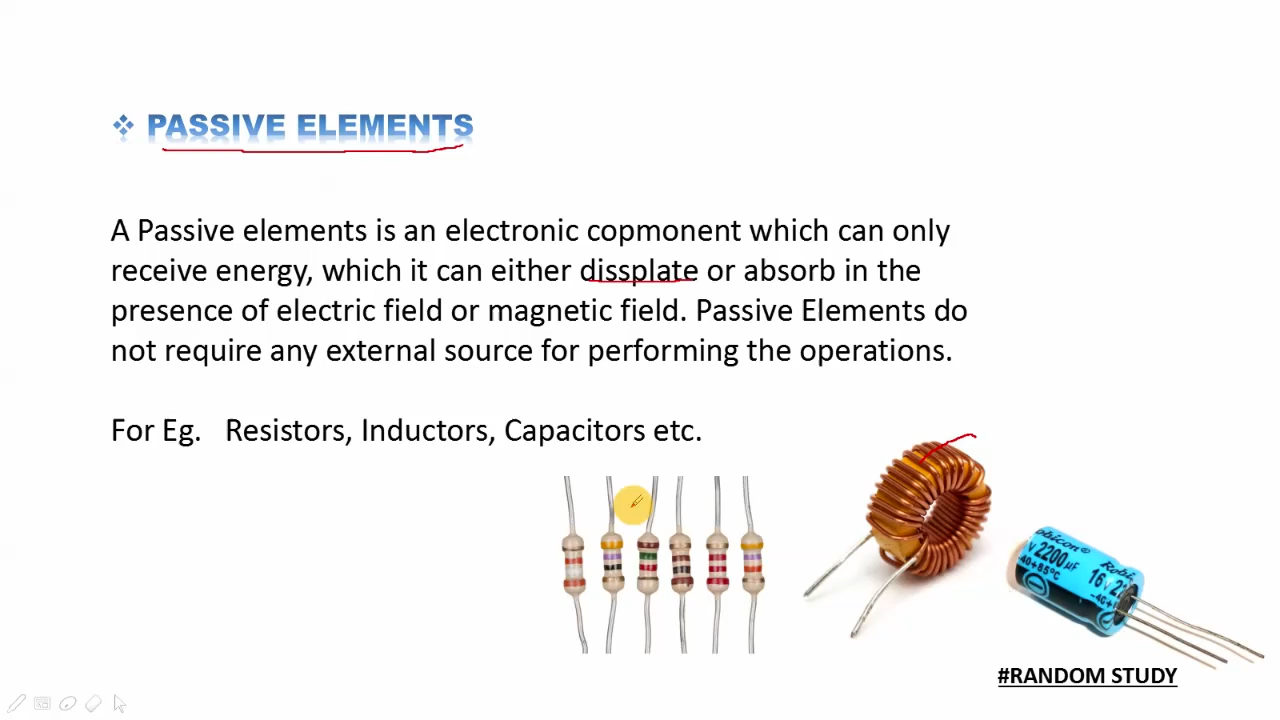 PASSIVE ELEMENTS
A Passive elements is an electronic copmonent which can only
receive energy, which it can either dissplate or absorb in the
presence of electric field or magnetic field. Passive Elements do
not require any external source for performing the operations.
For Eg. Resistors, Inductors, Capacitors etc.
2200µF
16V
#RANDOM STUDY